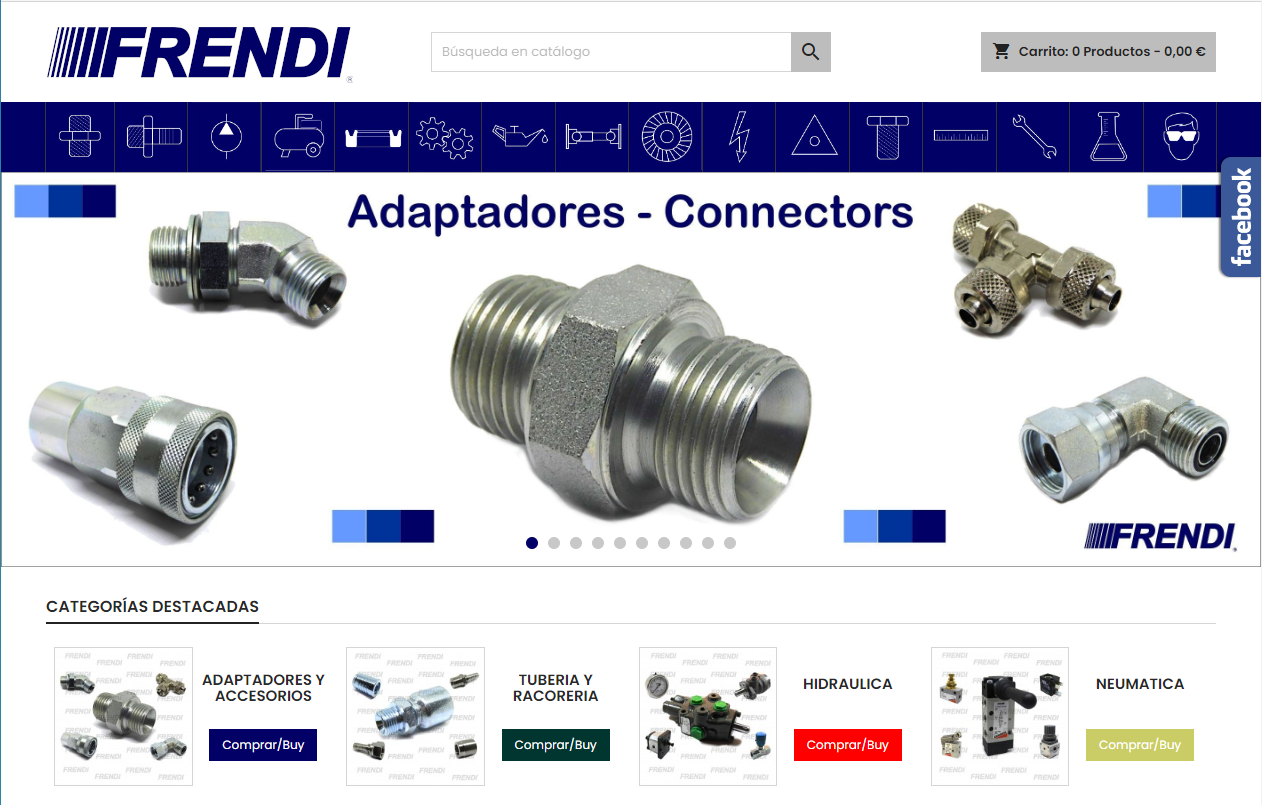 FRENDI
Búsqueda en catálogo
Carrito: 0 Productos - 0,00 €
facebook
Adaptadores - Connectors
FRENDI
CATEGORÍAS DESTACADAS
ADAPTADORES Y
ACCESORIOS
Comprar/Buy
TUBERIA Y
RACORERIA
Comprar/Buy
HIDRAULICA
Comprar/Buy
NEUMATICA
Comprar/Buy